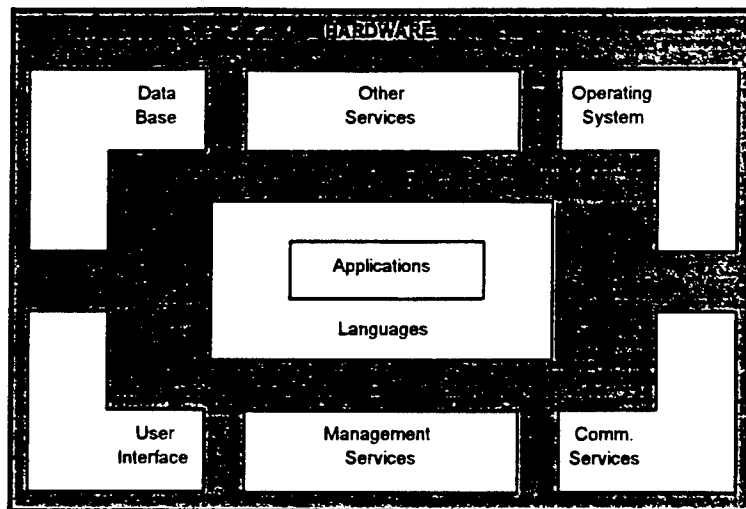 HARDWARE
Data
Base
Other
Services
Operating
System
Applications
Languages
User
Interface
Management
Services
Comm.
Services